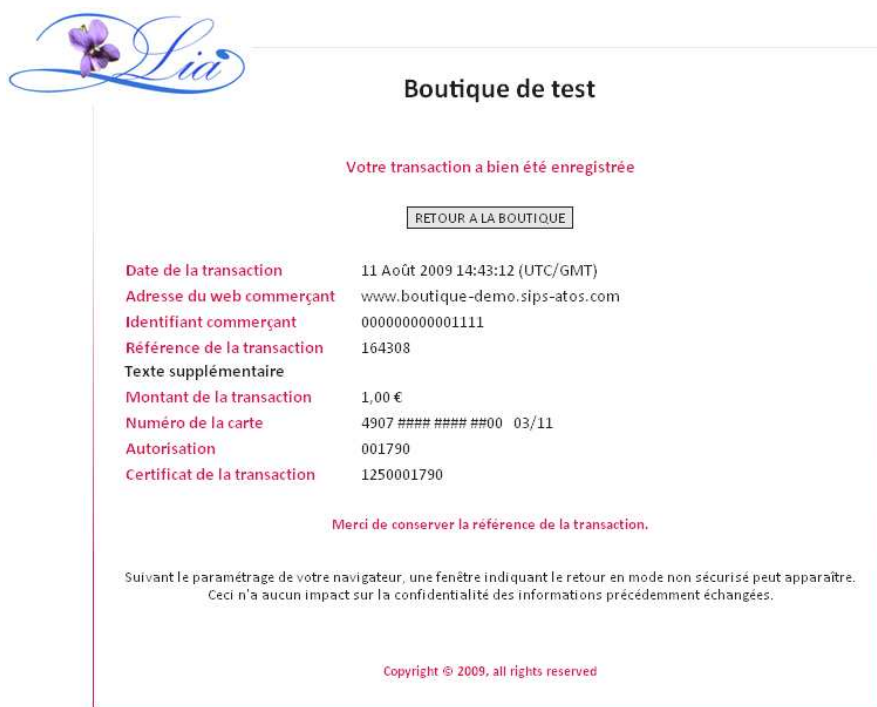 Lia
Boutique de test
Votre transaction a bien été enregistrée
RETOUR A LA BOUTIQUE
Date de la transaction 11 Août 2009 14:43:12 (UTC/GMT)
Adresse du web commerçant www.boutique-demo.sips-atos.com
Identifiant commerçant 000000000001111
Référence de la transaction 164308
Texte supplémentaire
Montant de la transaction 1,00 €
Numéro de la carte 4907 #### #### ##00 03/11
Autorisation 001790
Certificat de la transaction 1250001790
Merci de conserver la référence de la transaction.
Suivant le paramétrage de votre navigateur, une fenêtre indiquant le retour en mode non sécurisé peut apparaître.
Ceci n'a aucun impact sur la confidentialité des informations précédemment échangées.
Copyright © 2009, all rights reserved